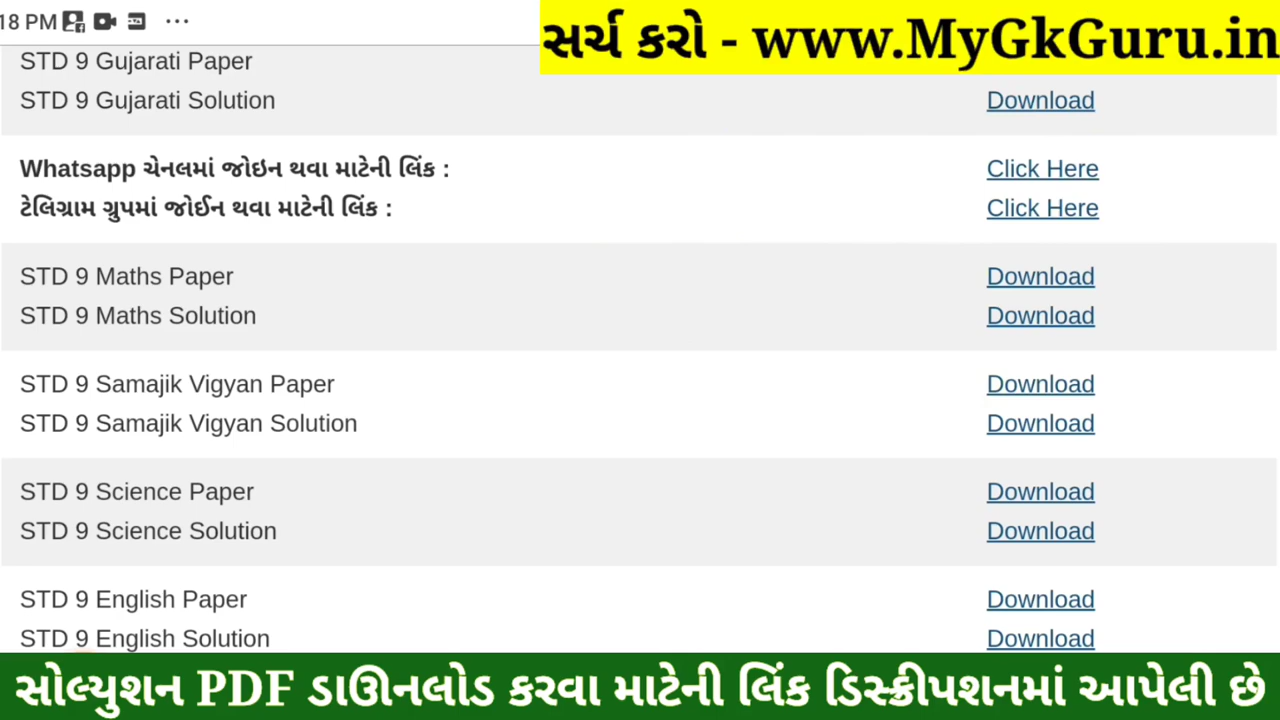 18 PM
સર્ચ કરો - www.MyGkGuru.in
STD 9 Gujarati Paper
STD 9 Gujarati Solution Download
Whatsapp ચેનલમાં જોઇન થવા માટેની લિંક : Click Here
ટેલિગ્રામ ગ્રુપમાં જોઈન થવા માટેની લિંક : Click Here
STD 9 Maths Paper Download
STD 9 Maths Solution Download
STD 9 Samajik Vigyan Paper Download
STD 9 Samajik Vigyan Solution Download
STD 9 Science Paper Download
STD 9 Science Solution Download
STD 9 English Paper Download
STD 9 English Solution Download
સોલ્યુશન PDF ડાઊનલોડ કરવા માટેની લિંક ડિસ્ક્રીપશનમાં આપેલી છે